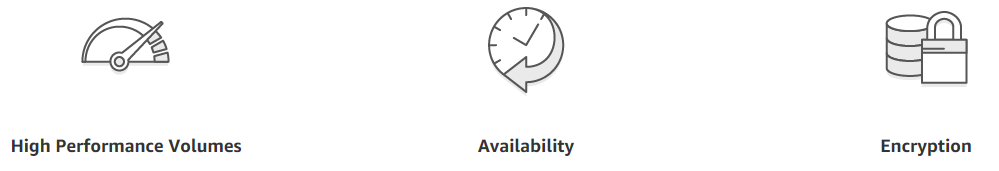 High Performance Volumes
Availability
Encryption